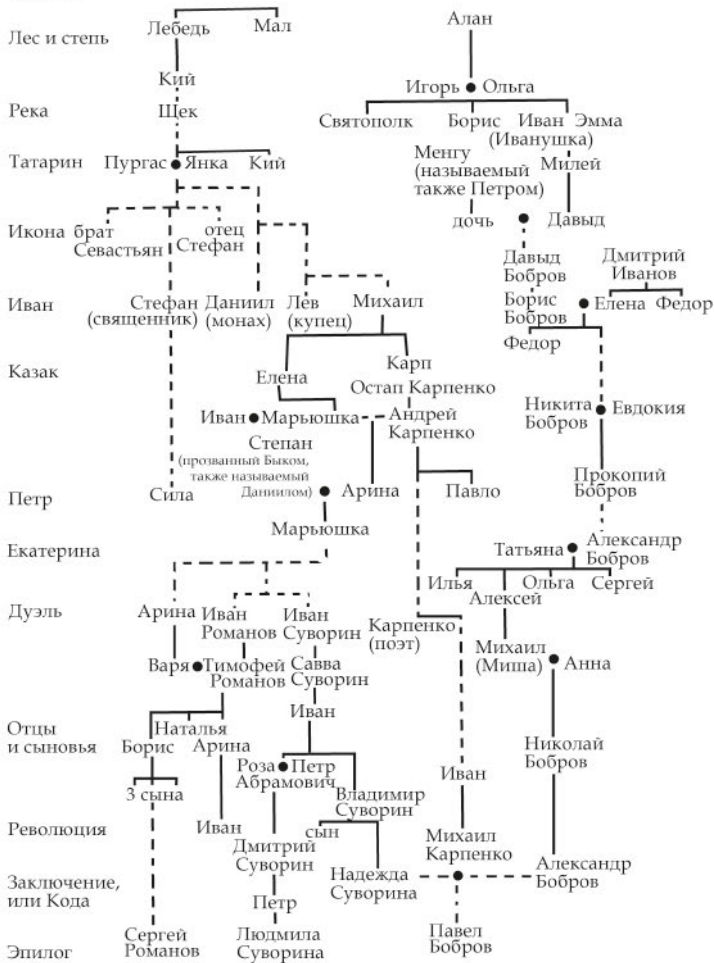 Лебедь Мал Алан
Лес и степь
Кий
Игорь Ольга
Река Щек
Святополк Борис Иван Эмма
(Иванушка)
Татарин Пургас Янка Кий
Менгу
(называемый
также Петром)
Милей
дочь Давыд
Икона брат
Севастьян
отец
Стефан
Давыд
Бобров
Дмитрий
Иванов
Иван
Стефан
(священник)
Даниил
(монах)
Лев
(купец)
Михаил
Борис
Бобров
Елена Федор
Федор
Казак
Елена
Карп
Остап Карпенко
Иван Марьюшка
Андрей
Карпенко
Никита
Бобров
Евдокия
Степан
(прозванный Быком,
также называемый
Даниилом)
Петр Сила Арина Павло
Прокопий
Бобров
Марьюшка
Екатерина
Татьяна
Александр
Бобров
Илья Ольга Сергей
Алексей
Дуэль
Арина
Иван
Романов
Иван
Суворин
Карпенко
(поэт)
Михаил
(Миша)
Анна
Варя
Тимофей
Романов
Савва
Суворин
Иван
Отцы
и сыновья
Наталья
Борис Арина
Николай
Бобров
Роза
Абрамович
Петр
Иван
3 сына
Владимир
Суворин
Революция
Иван
сын
Дмитрий
Суворин
Михаил
Карпенко
Надежда
Суворина
Александр
Бобров
Заключение,
или Кода
Петр
Эпилог
Сергей
Романов
Людмила
Суворина
Павел
Бобров